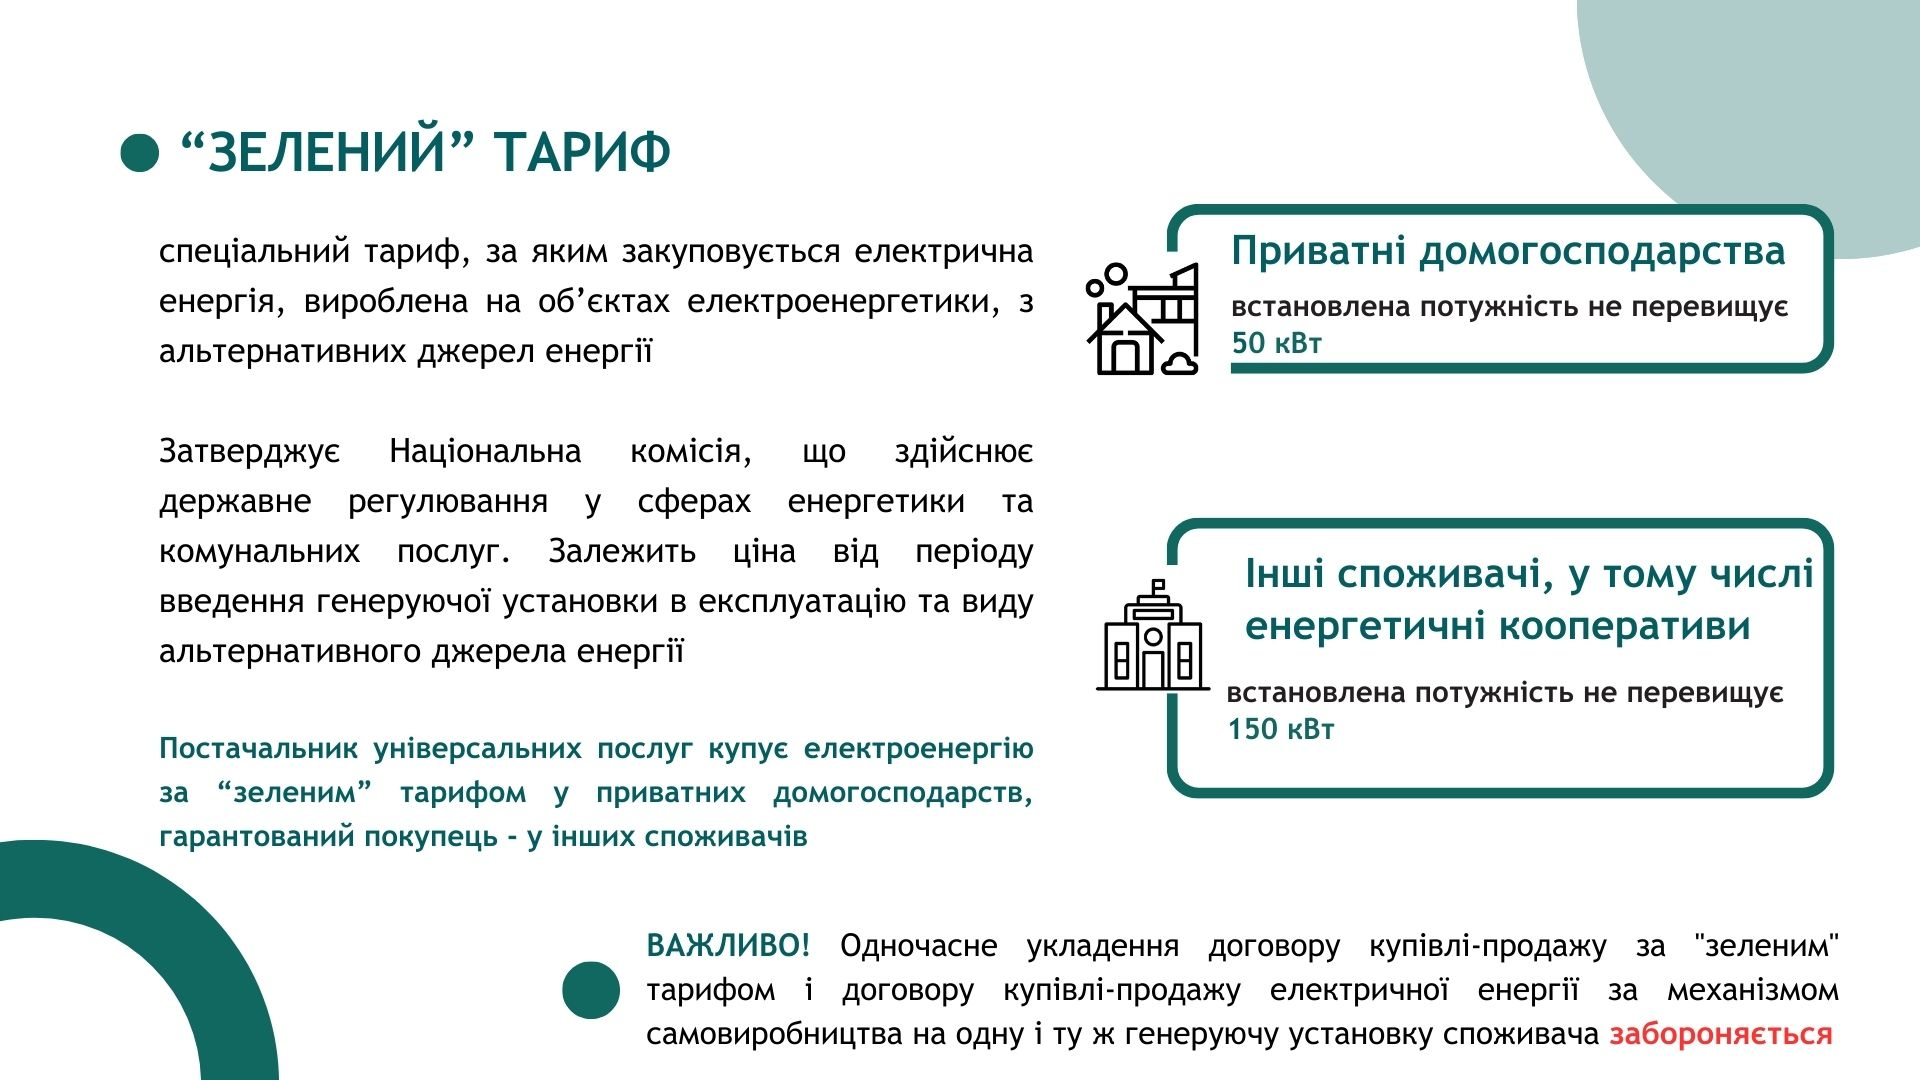 “ЗЕЛЕНИЙ” ТАРИФ
спеціальний тариф, за яким закуповується електрична
енергія, вироблена на об’єктах електроенергетики, з
альтернативних джерел енергії
Затверджує Національна комісія, що здійснює
державне регулювання у сферах енергетики та
комунальних послуг. Залежить ціна від періоду
введення генеруючої установки в експлуатацію та виду
альтернативного джерела енергії
Постачальник універсальних послуг купує електроенергію
за “зеленим” тарифом у приватних домогосподарств,
гарантований покупець - у інших споживачів
Приватні домогосподарства
встановлена потужність не перевищує
50 кВт
Інші споживачі, у тому числі
енергетичні кооперативи
встановлена потужність не перевищує
150 кВт
ВАЖЛИВО! Одночасне укладення договору купівлі-продажу за "зеленим"
тарифом і договору купівлі-продажу електричної енергії за механізмом
самовиробництва на одну і ту ж генеруючу установку споживача забороняється